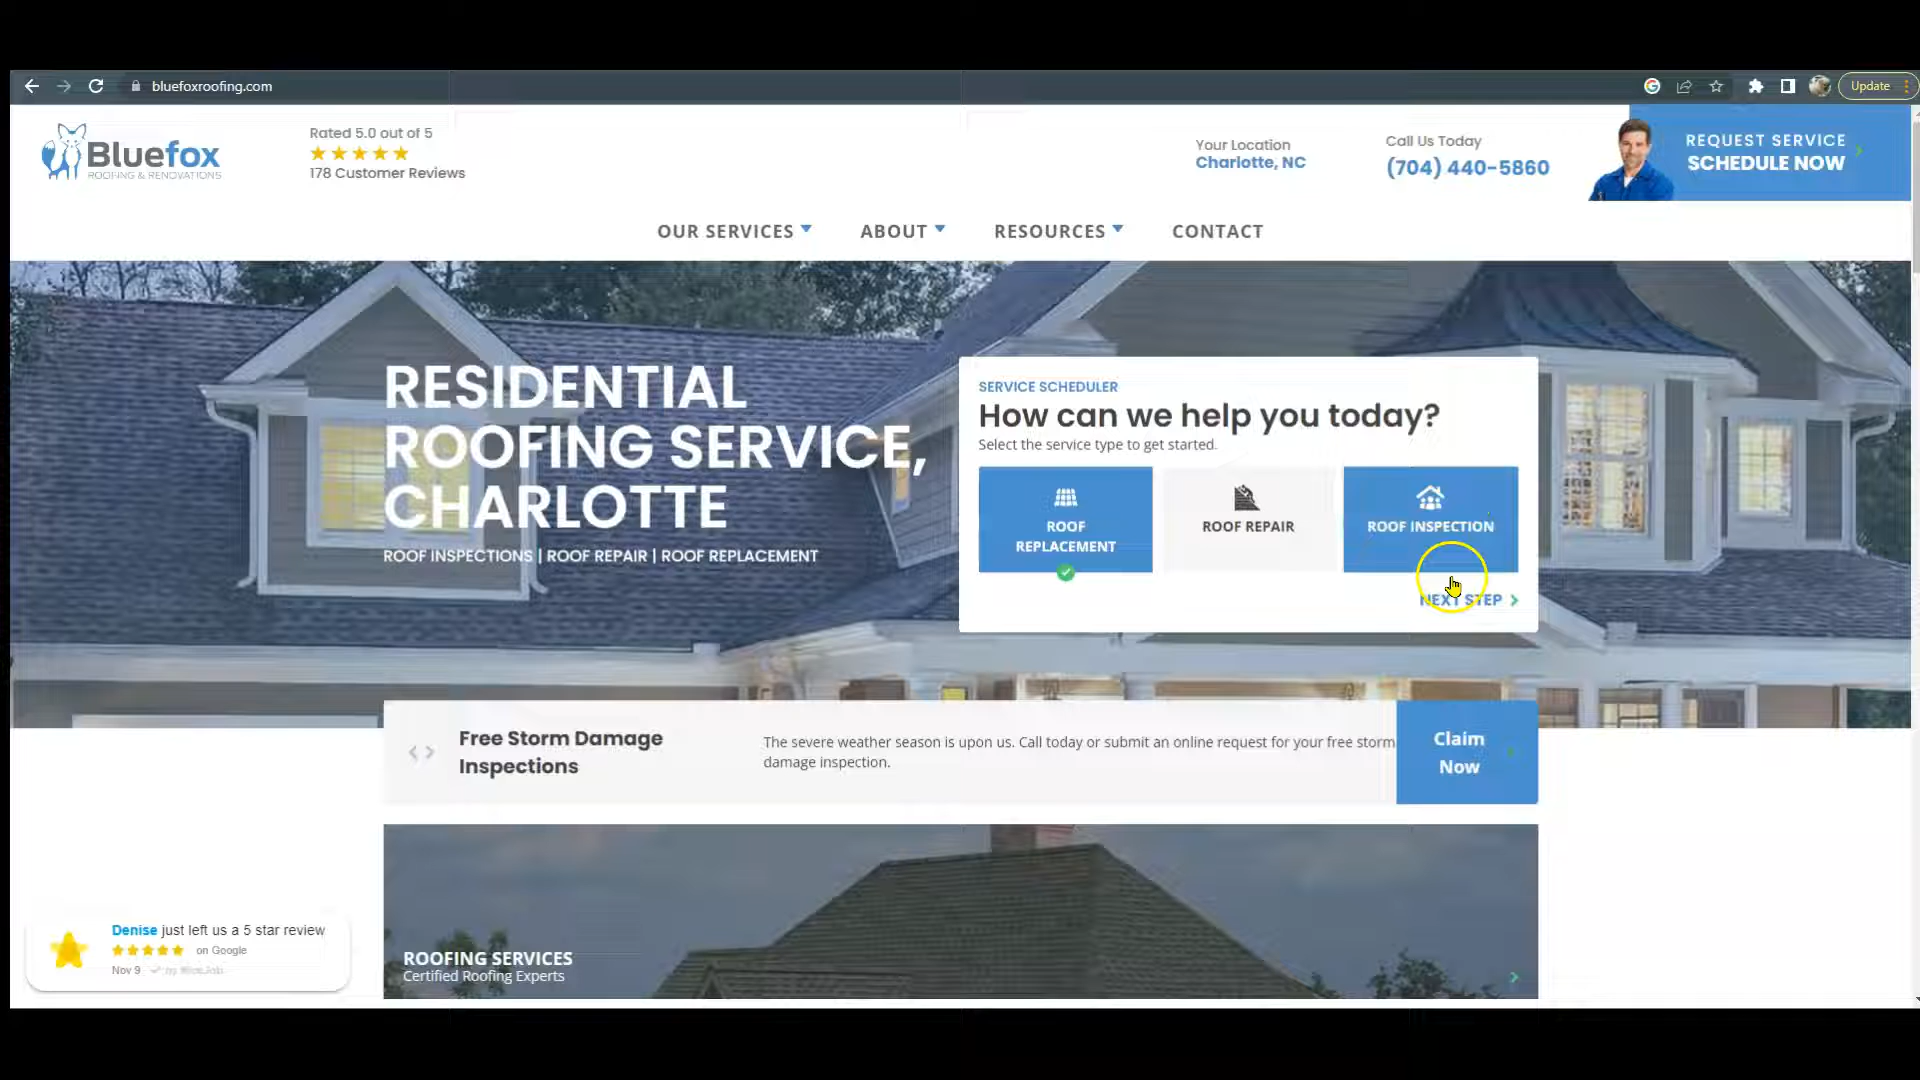 bluefoxroofing.com
Update
Bluefox
ROOFING & RENOVATIONS
Rated 5.0 out of 5
178 Customer Reviews
Your Location
Charlotte, NC
Call Us Today
(704) 440-5860
REQUEST SERVICE
SCHEDULE NOW
OUR SERVICES
ABOUT
RESOURCES
CONTACT
RESIDENTIAL
ROOFING SERVICE,
CHARLOTTE
ROOF INSPECTIONS | ROOF REPAIR | ROOF REPLACEMENT
SERVICE SCHEDULER
How can we help you today?
Select the service type to get started.
ROOF
REPLACEMENT
ROOF REPAIR
ROOF INSPECTION
NEXT STEP
Free Storm Damage
Inspections
The severe weather season is upon us. Call today or submit an online request for your free storm
damage inspection.
Claim
Now
ROOFING SERVICES
Certified Roofing Experts
Denise just left us a 5 star review
on Google
Nov 9